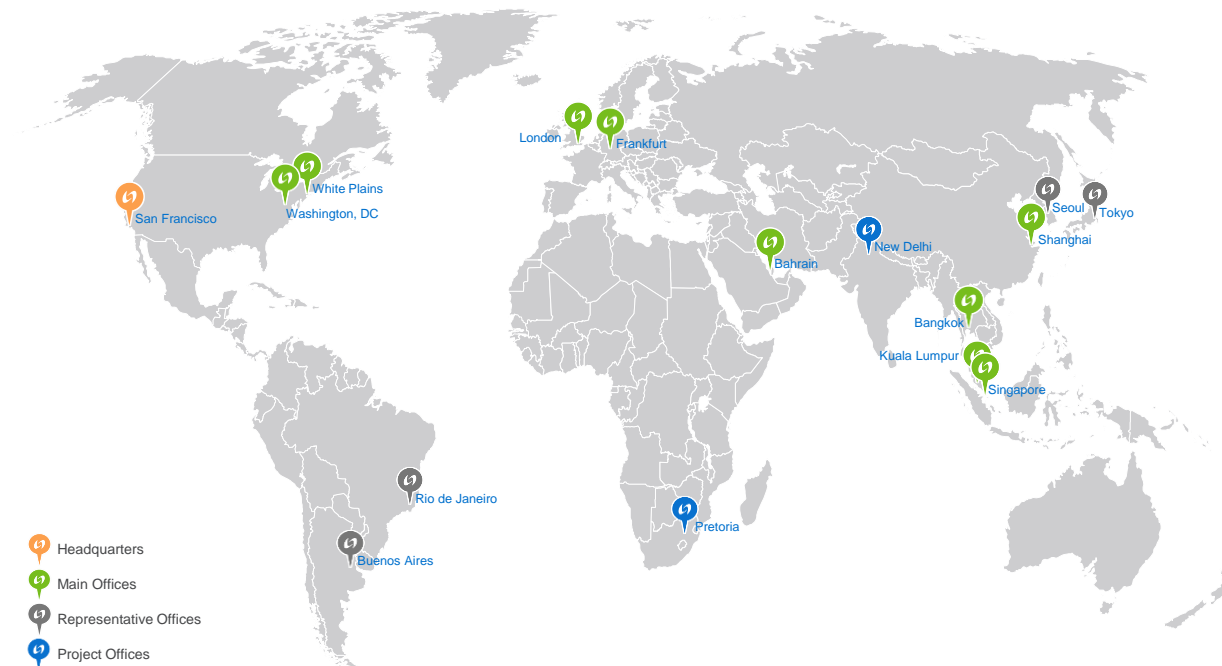 London
Frankfurt
White Plains
San Francisco
Washington, DC
Seoul
Tokyo
Shanghai
New Delhi
Bahrain
Bangkok
Kuala Lumpur
Singapore
Rio de Janeiro
Pretoria
Buenos Aires
Headquarters
Main Offices
Representative Offices
Project Offices